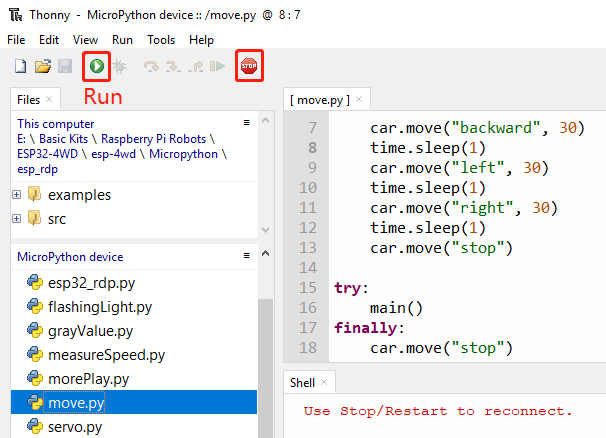 Thonny - MicroPython device :: /move.py @ 8 : 7
File Edit View Run Tools Help
STOP
Run
Files ×
This computer
E: \ Basic Kits \ Raspberry Pi Robots \
ESP32-4WD \ esp-4wd \ Micropython \
esp_rdp
examples
src
MicroPython device
esp32_rdp.py
flashingLight.py
grayValue.py
measureSpeed.py
morePlay.py
move.py
servo.py
[ move.py ] ×
7 car.move("backward", 30)
8 time.sleep(1)
9 car.move("left", 30)
10 time.sleep(1)
11 car.move("right", 30)
12 time.sleep(1)
13 car.move("stop")
14
15 try:
16 main()
17 finally:
18 car.move("stop")
Shell ×
Use Stop/Restart to reconnect.